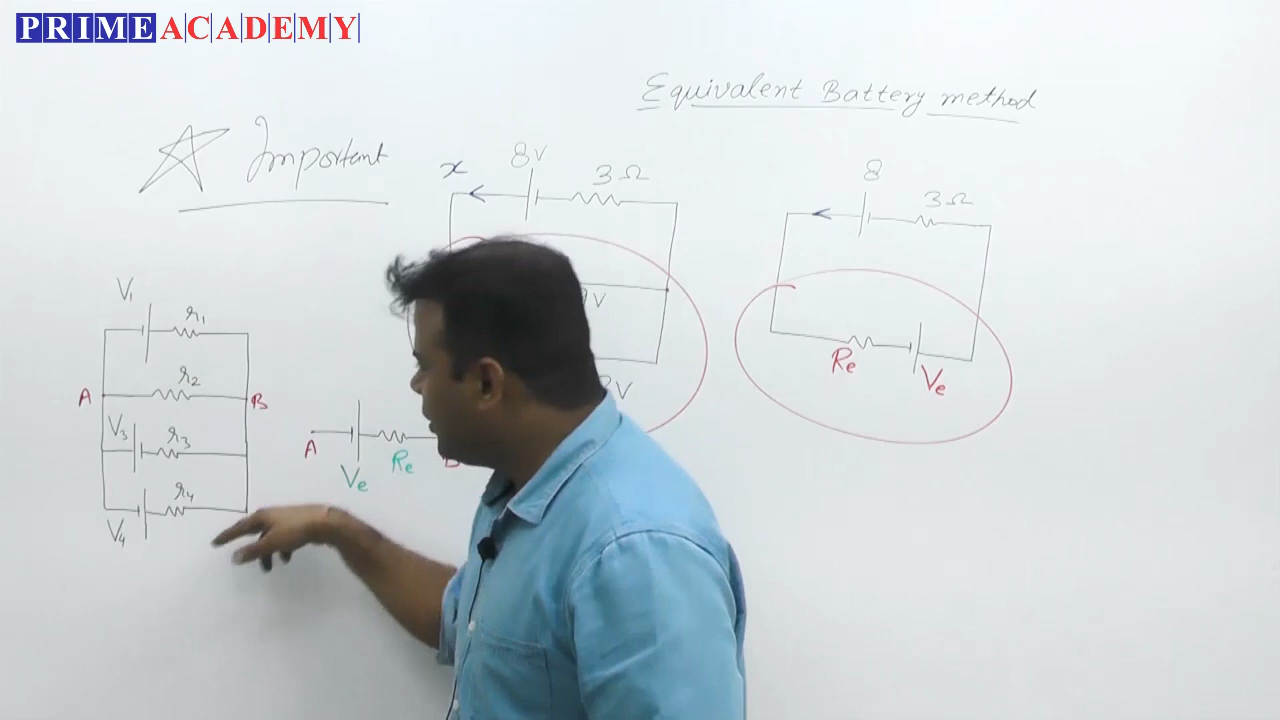 PRIME ACADEMY
Equivalent Battery method
Important
x
8V
3Ω
8
3Ω
V
V
Re
Ve
V₁
r₁
A
r₂
B
V₃
r₃
V₄
r₄
A
Ve
Re